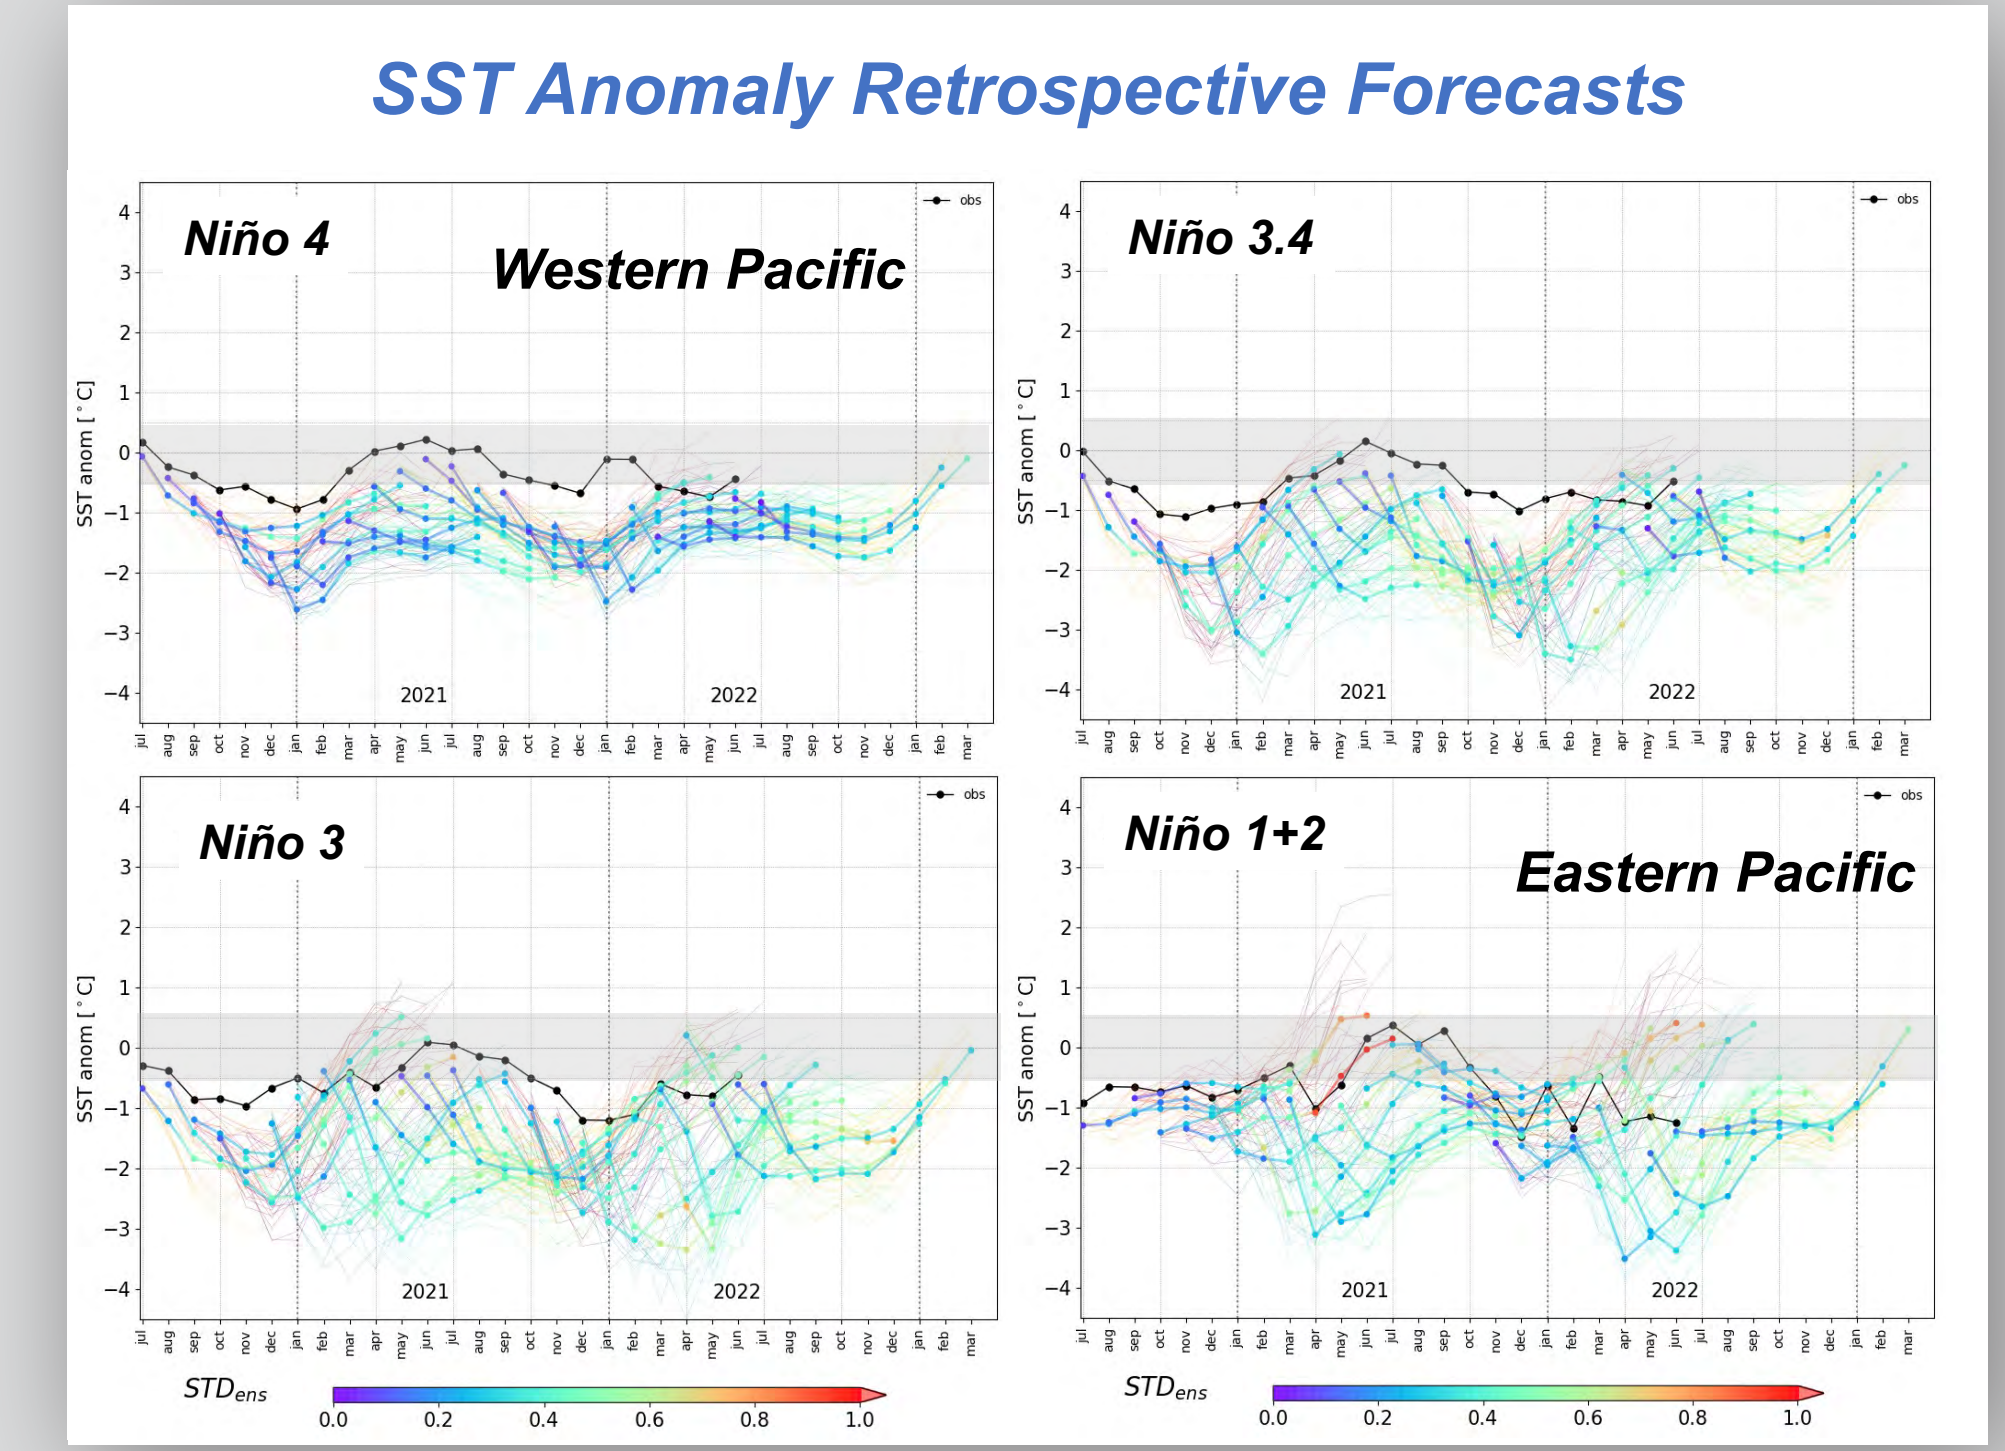 SST Anomaly Retrospective Forecasts
Niño 4
Western Pacific
obs
SST anom [ ° C]
4
3
2
1
0
−1
−2
−3
−4
2021
2022
jul aug sep oct nov dec jan feb mar apr may jun jul aug sep oct nov dec jan feb mar apr may jun jul aug sep oct nov dec jan feb mar
Niño 3.4
obs
SST anom [ ° C]
4
3
2
1
0
−1
−2
−3
−4
2021
2022
jul aug sep oct nov dec jan feb mar apr may jun jul aug sep oct nov dec jan feb mar apr may jun jul aug sep oct nov dec jan feb mar
Niño 3
obs
SST anom [ ° C]
4
3
2
1
0
−1
−2
−3
−4
2021
2022
jul aug sep oct nov dec jan feb mar apr may jun jul aug sep oct nov dec jan feb mar apr may jun jul aug sep oct nov dec jan feb mar
Niño 1+2
Eastern Pacific
obs
SST anom [ ° C]
4
3
2
1
0
−1
−2
−3
−4
2021
2022
jul aug sep oct nov dec jan feb mar apr may jun jul aug sep oct nov dec jan feb mar apr may jun jul aug sep oct nov dec jan feb mar
STDens
0.0 0.2 0.4 0.6 0.8 1.0
STDens
0.0 0.2 0.4 0.6 0.8 1.0